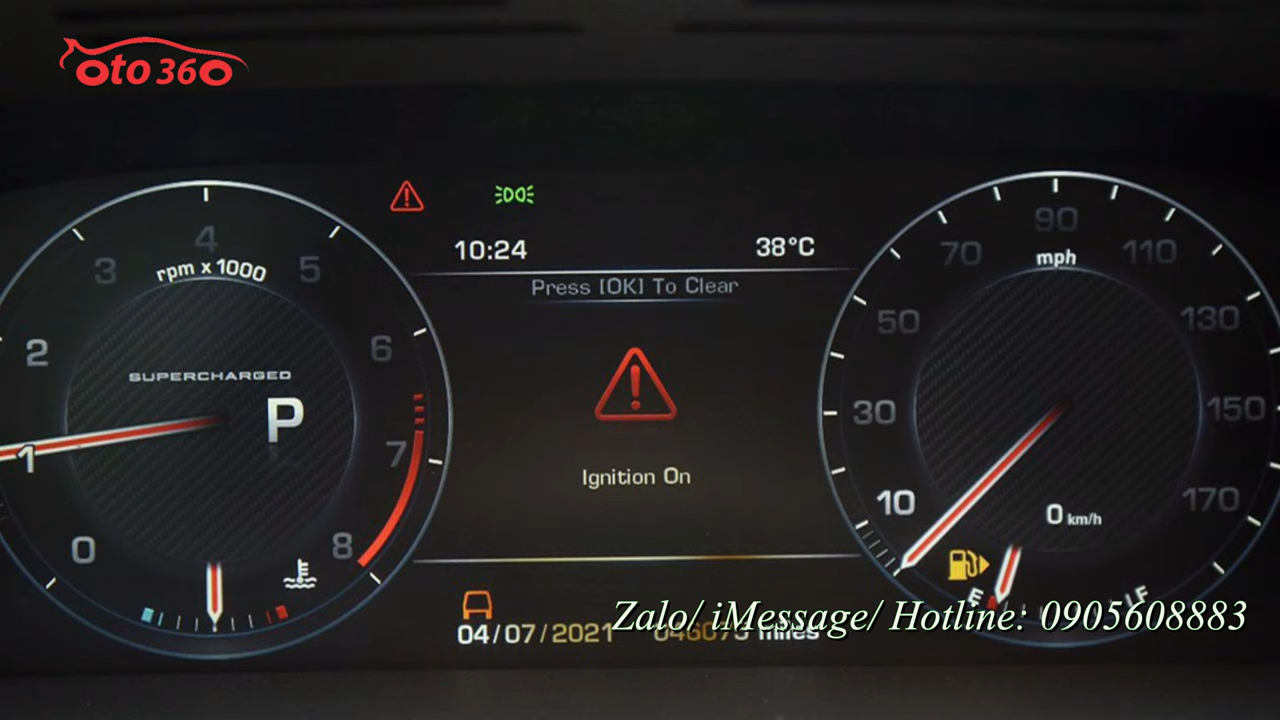 oto 360
10:24
38°C
Press [OK] To Clear
Ignition On
04/07/2021
miles
0 1 2 3 4 5 6 7 8
rpm x 1000
SUPERCHARGED
P
10 30 50 70 90 110 130 150 170
mph
0 km/h
E
F
Zalo/ iMessage/ Hotline: 0905608883